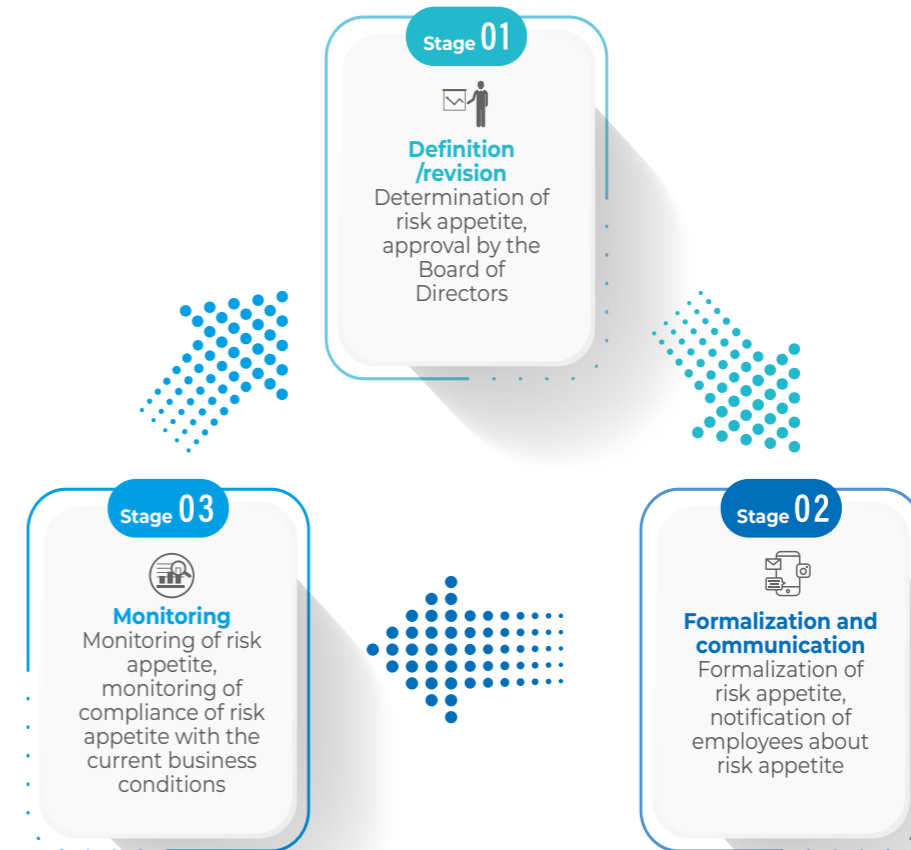 Stage 01
Definition
/revision
Determination of
risk appetite,
approval by the
Board of
Directors
Stage 03
Monitoring
Monitoring of risk
appetite,
monitoring of
compliance of risk
appetite with the
current business
conditions
Stage 02
Formalization and
communication
Formalization of
risk appetite,
notification of
employees about
risk appetite